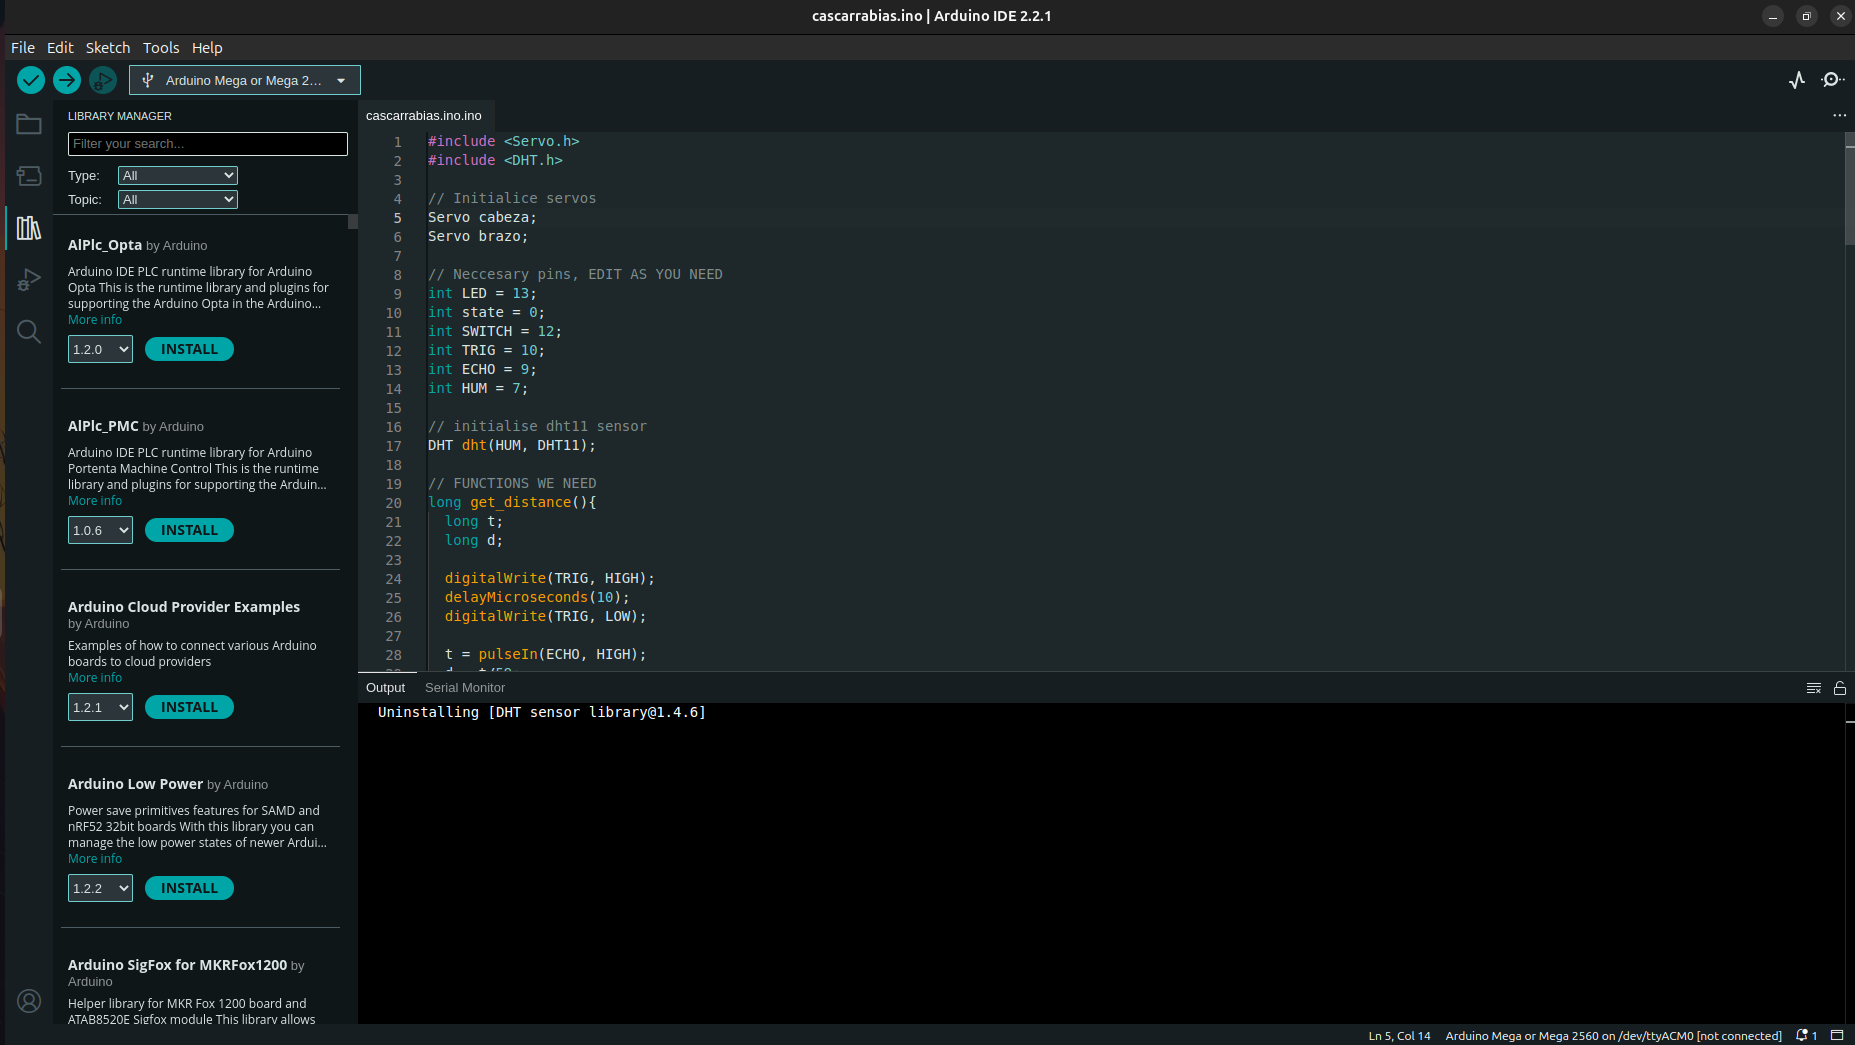 cascarrabias.ino | Arduino IDE 2.2.1
File Edit Sketch Tools Help
Arduino Mega or Mega 2...
LIBRARY MANAGER
Filter your search...
Type: All
Topic: All
AlPlc_Opta by Arduino
Arduino IDE PLC runtime library for Arduino
Opta This is the runtime library and plugins for
supporting the Arduino Opta in the Arduino...
More info
1.2.0 INSTALL
AlPlc_PMC by Arduino
Arduino IDE PLC runtime library for Arduino
Portenta Machine Control This is the runtime
library and plugins for supporting the Arduin...
More info
1.0.6 INSTALL
Arduino Cloud Provider Examples
by Arduino
Examples of how to connect various Arduino
boards to cloud providers
More info
1.2.1 INSTALL
Arduino Low Power by Arduino
Power save primitives features for SAMD and
nRF52 32bit boards With this library you can
manage the low power states of newer Ardui...
More info
1.2.2 INSTALL
Arduino SigFox for MKRFox1200 by
Arduino
Helper library for MKR Fox 1200 board and
ATAB8520E Sigfox module This library allows
cascarrabias.ino.ino
1 #include <Servo.h>
2 #include <DHT.h>
3
4 // Initialice servos
5 Servo cabeza;
6 Servo brazo;
7
8 // Neccesary pins, EDIT AS YOU NEED
9 int LED = 13;
10 int state = 0;
11 int SWITCH = 12;
12 int TRIG = 10;
13 int ECHO = 9;
14 int HUM = 7;
15
16 // initialise dht11 sensor
17 DHT dht(HUM, DHT11);
18
19 // FUNCTIONS WE NEED
20 long get_distance(){
21 long t;
22 long d;
23
24 digitalWrite(TRIG, HIGH);
25 delayMicroseconds(10);
26 digitalWrite(TRIG, LOW);
27
28 t = pulseIn(ECHO, HIGH);
Output Serial Monitor
Uninstalling [DHT sensor library@1.4.6]
Ln 5, Col 14 Arduino Mega or Mega 2560 on /dev/ttyACM0 [not connected] 1